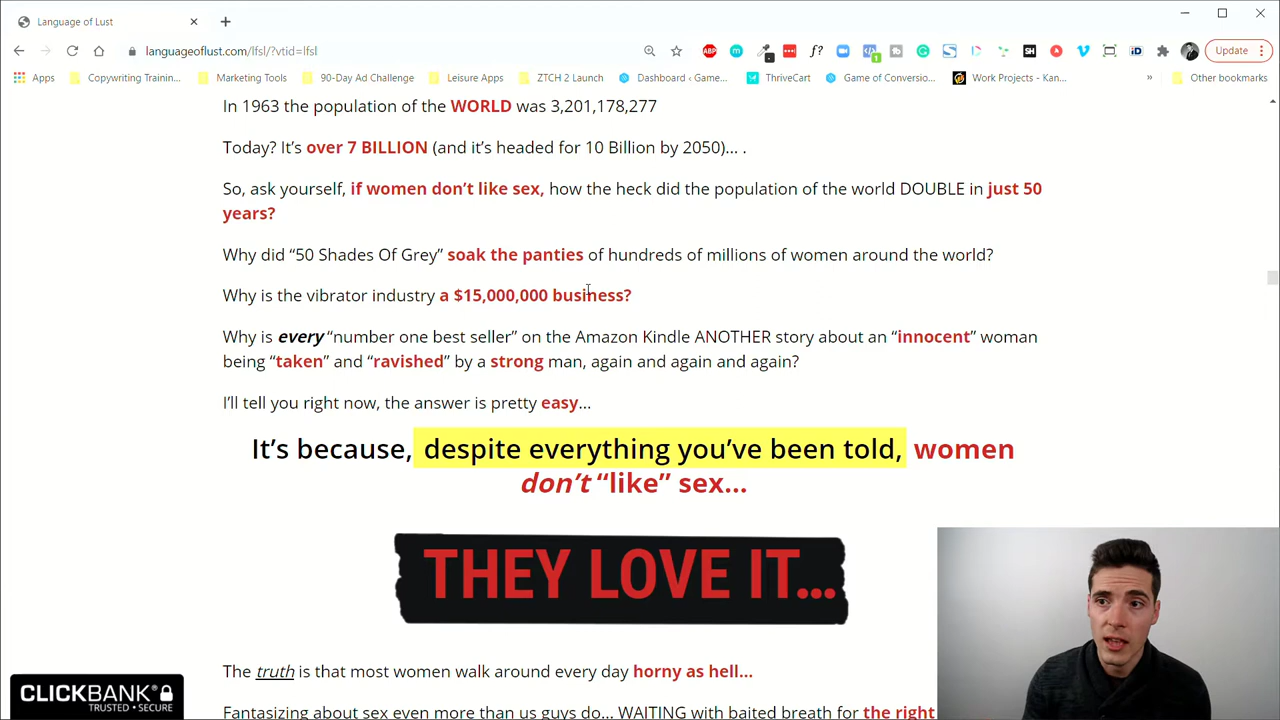 Language of Lust
languageoflust.com/lfsl/?vtid=lfsl
Update
Apps
Copywriting Trainin...
Marketing Tools
90-Day Ad Challenge
Leisure Apps
ZTCH 2 Launch
Dashboard ‹ Game...
ThriveCart
Game of Conversio...
Work Projects - Kan...
»
Other bookmarks
In 1963 the population of the WORLD was 3,201,178,277
Today? It's over 7 BILLION (and it's headed for 10 Billion by 2050)... .
So, ask yourself, if women don't like sex, how the heck did the population of the world DOUBLE in just 50
years?
Why did “50 Shades Of Grey” soak the panties of hundreds of millions of women around the world?
Why is the vibrator industry a $15,000,000 business?
Why is every “number one best seller” on the Amazon Kindle ANOTHER story about an “innocent” woman
being “taken” and “ravished” by a strong man, again and again and again?
I'll tell you right now, the answer is pretty easy...
It's because, despite everything you've been told, women
don't “like” sex...
THEY LOVE IT...
The truth is that most women walk around every day horny as hell...
Fantasizing about sex even more than us guys do... WAITING with baited breath for the right
CLICKBANK®
TRUSTED • SECURE